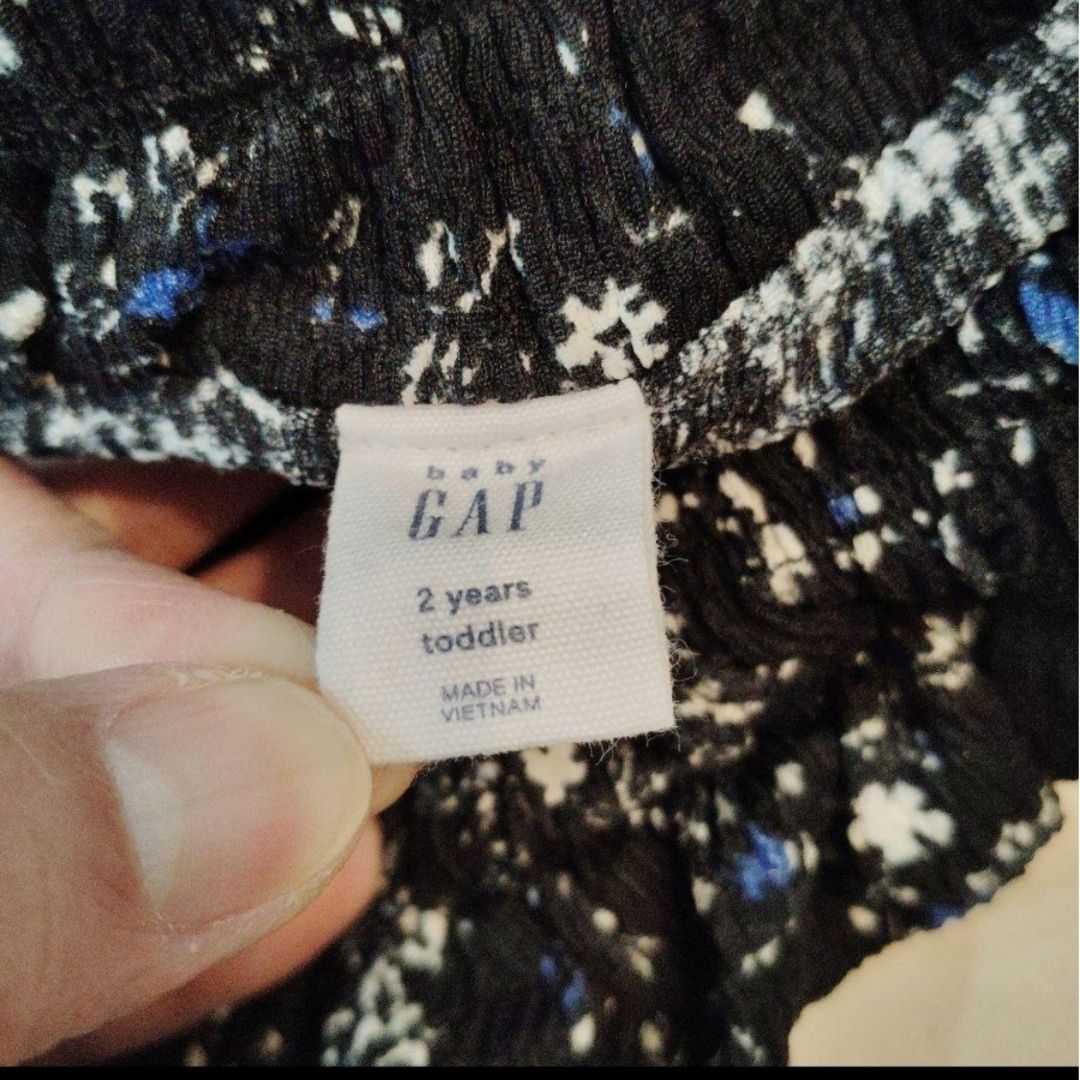 baby
GAP
2 years
toddler
MADE IN
VIETNAM